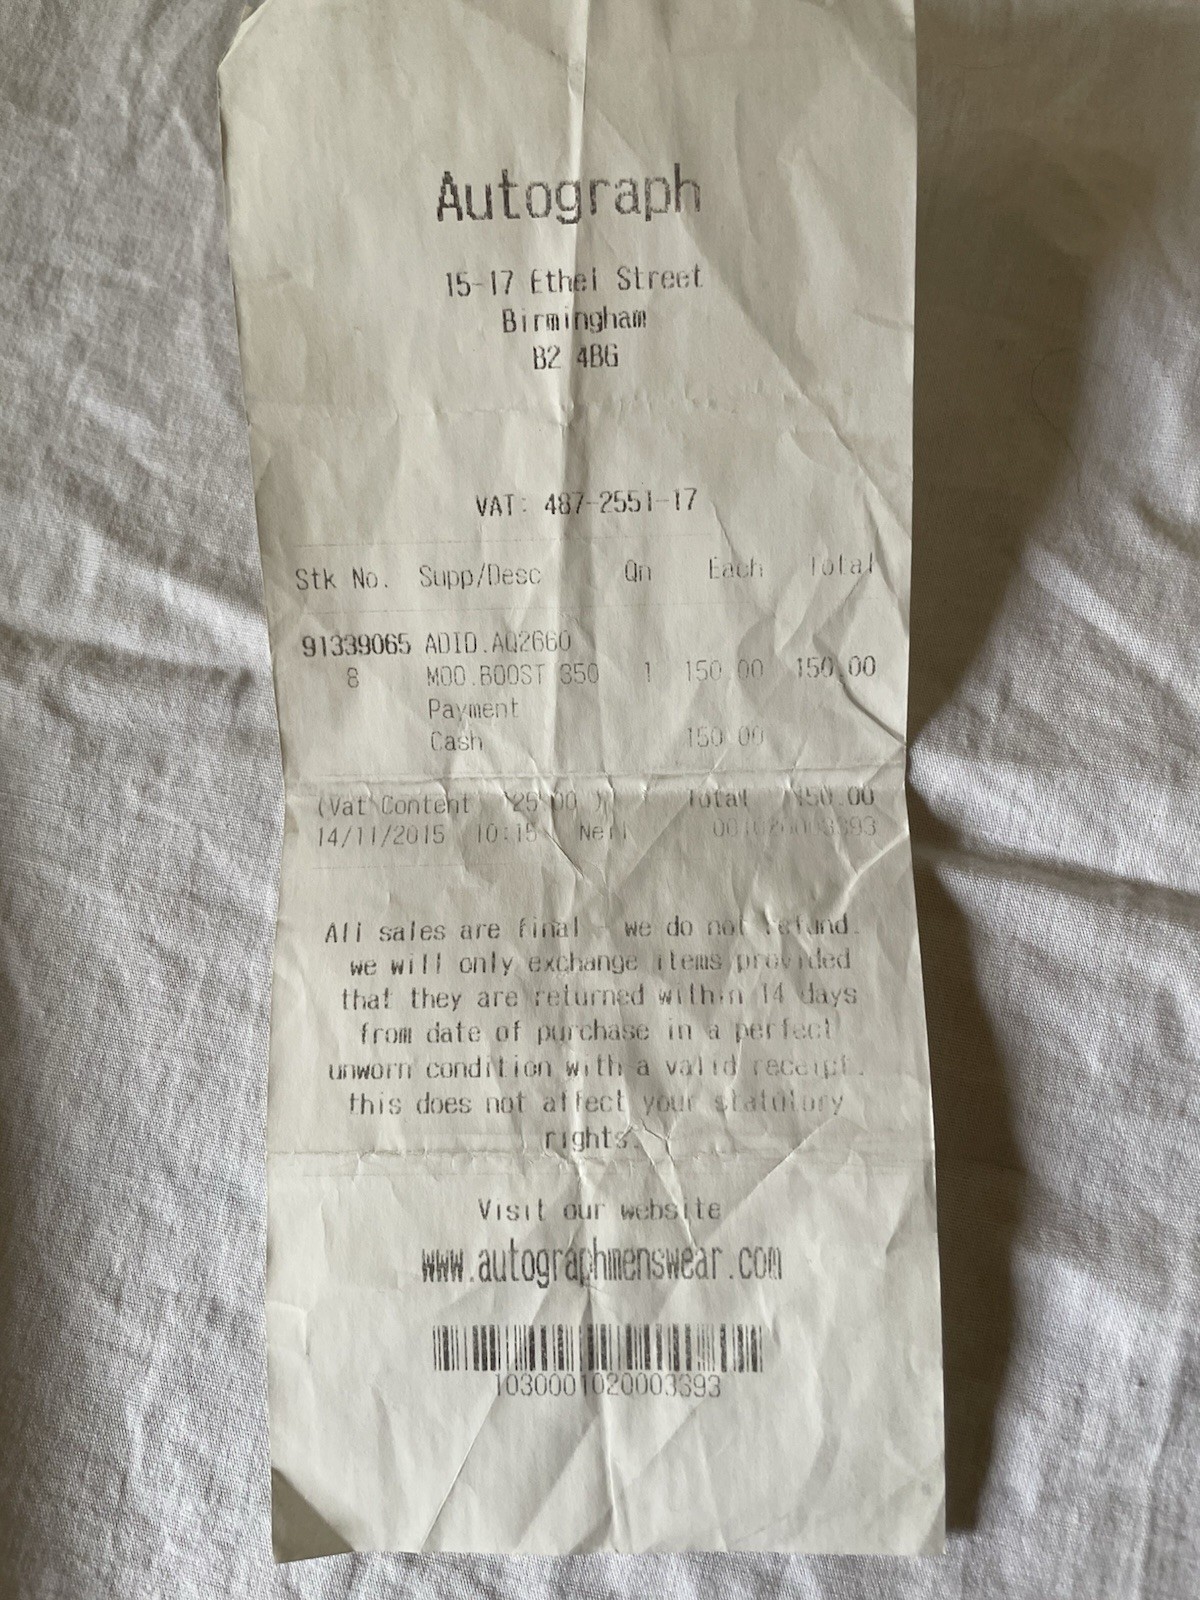 Autograph
15-17 Ethel Street
Birmingham
B2 4BG
VAT: 487-2551-17
Stk No. Supp/Desc Qn Each Total
91339065 ADID.AQ2660
8 MOO.BOOST 350 1 150.00 150.00
Payment
Cash 150.00
(Vat Content 25.00 ) Total 150.00
14/11/2015 10:15 Neil
All sales are final - we do not refund.
we will only exchange items provided
that they are returned within 14 days
from date of purchase in a perfect
unworn condition with a valid receipt.
this does not affect your statutory
rights.
Visit our website
www.autographmenswear.com
1030001020003393